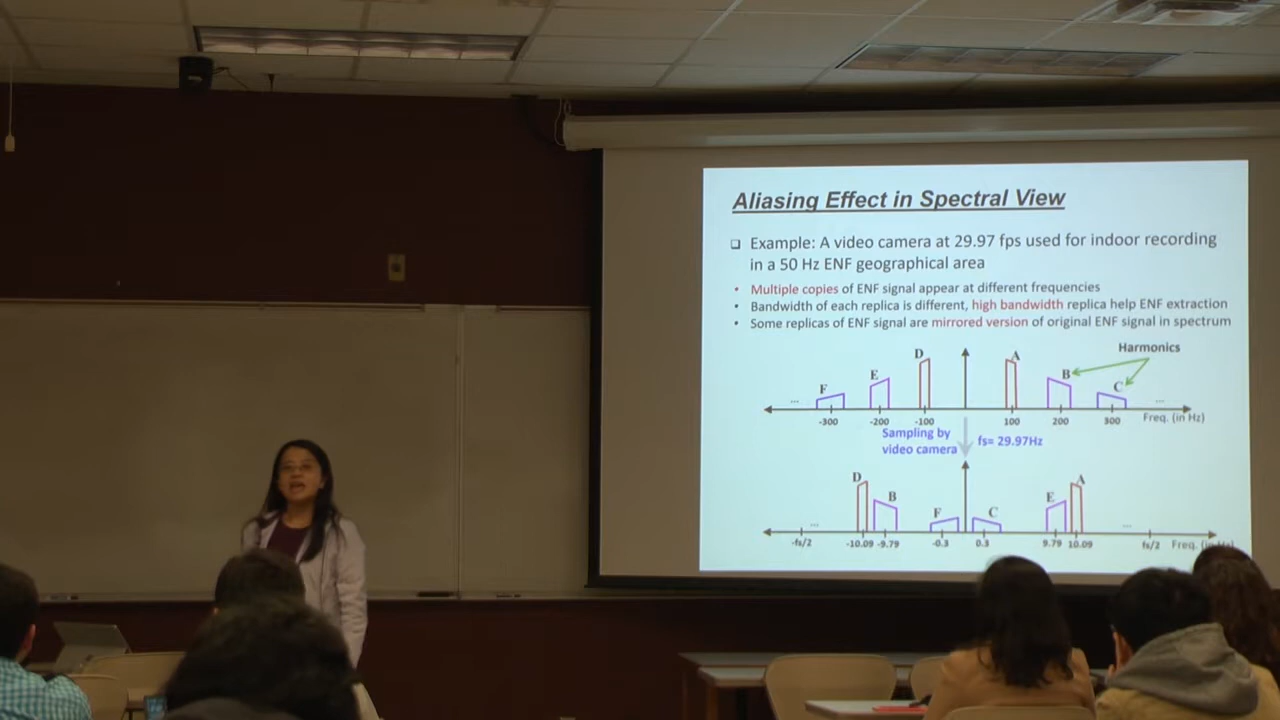 Aliasing Effect in Spectral View
❑ Example: A video camera at 29.97 fps used for indoor recording
in a 50 Hz ENF geographical area
• Multiple copies of ENF signal appear at different frequencies
• Bandwidth of each replica is different, high bandwidth replica help ENF extraction
• Some replicas of ENF signal are mirrored version of original ENF signal in spectrum
Harmonics
D A
F E B C
... ...
-300 -200 -100 100 200 300 Freq. (in Hz)
Sampling by
video camera
fs= 29.97Hz
D B F C E A
... ...
-fs/2 -10.09 -9.79 -0.3 0.3 9.79 10.09 fs/2 Freq. (in Hz)